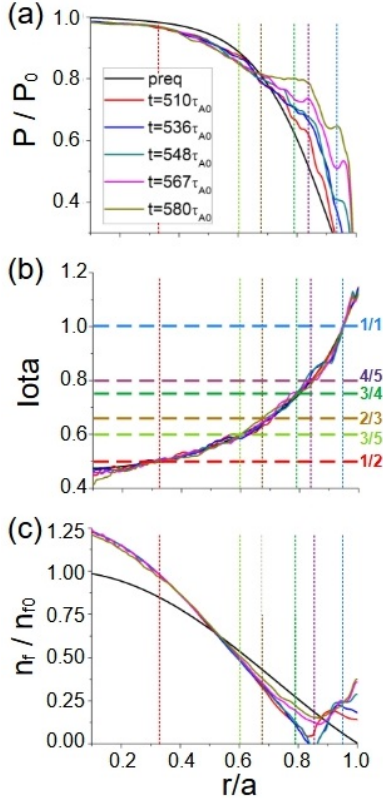 (a)
P / P0
1.0
0.8
0.6
0.4
preq
t=510τA0
t=536τA0
t=548τA0
t=567τA0
t=580τA0
(b)
Iota
1.2
1.0
0.8
0.6
0.4
1/1
4/5
3/4
2/3
3/5
1/2
(c)
nf / nf0
1.25
1.00
0.75
0.50
0.25
0.00
0.2 0.4 0.6 0.8 1.0
r/a